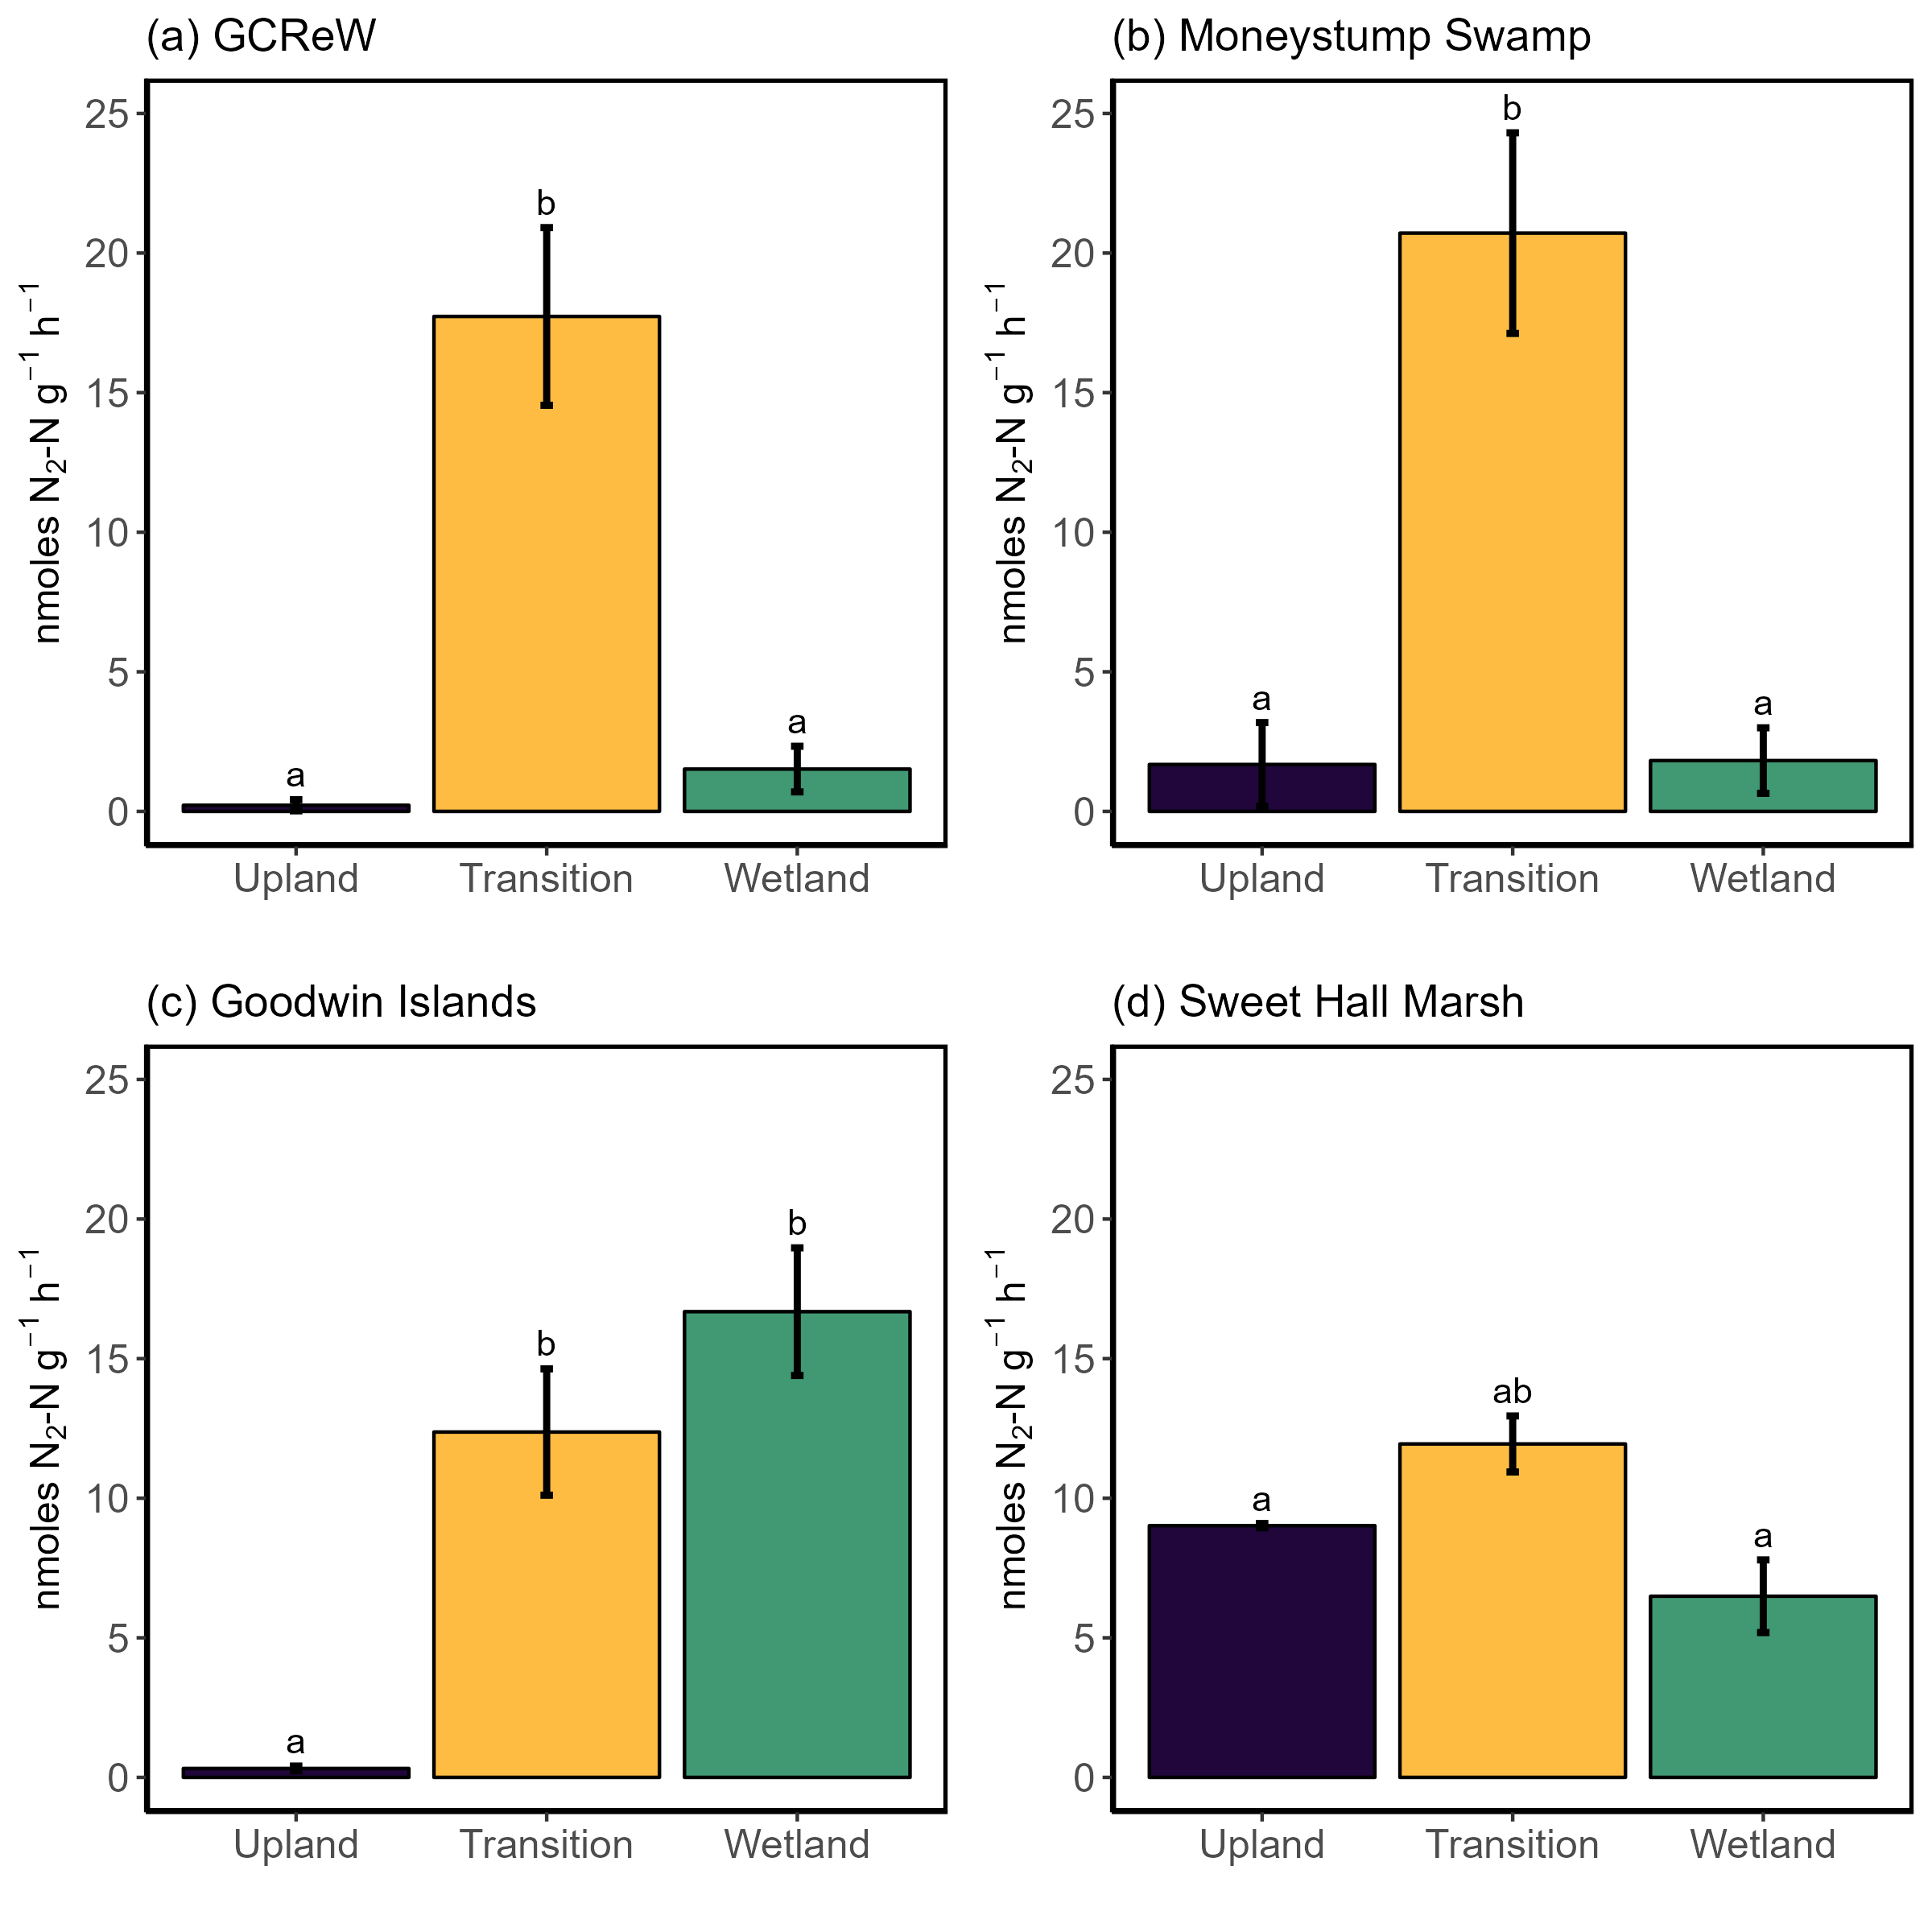 (a) GCReW
nmoles N₂-N g⁻¹ h⁻¹
25
20
15
10
5
0
a
b
a
Upland Transition Wetland
(b) Moneystump Swamp
nmoles N₂-N g⁻¹ h⁻¹
25
20
15
10
5
0
a
b
a
Upland Transition Wetland
(c) Goodwin Islands
nmoles N₂-N g⁻¹ h⁻¹
25
20
15
10
5
0
a
b
b
Upland Transition Wetland
(d) Sweet Hall Marsh
nmoles N₂-N g⁻¹ h⁻¹
25
20
15
10
5
0
a
ab
a
Upland Transition Wetland